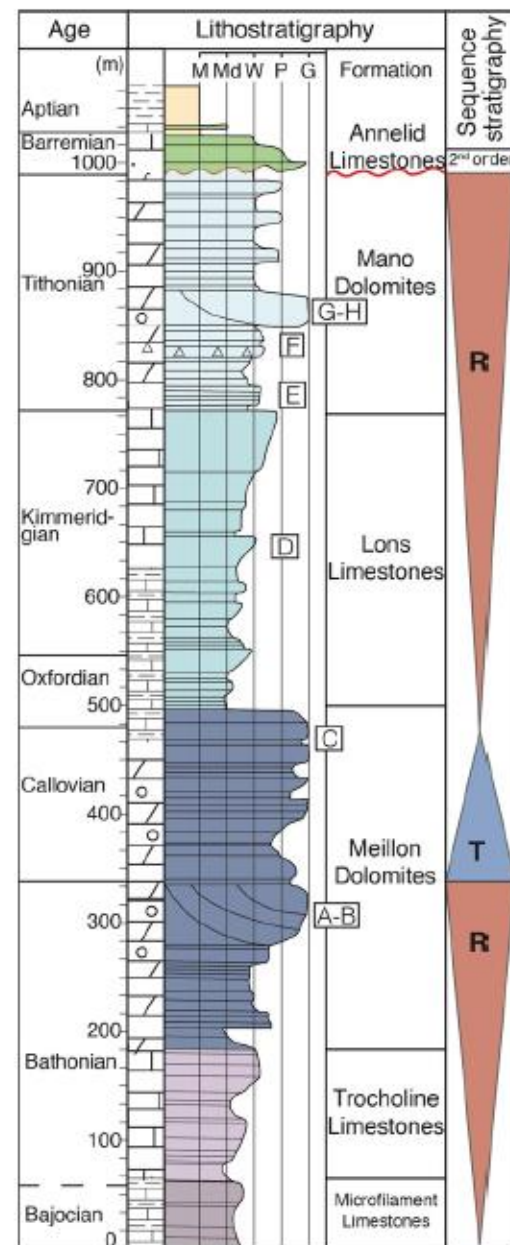 Age
Lithostratigraphy
Sequence
stratigraphy
(m)
M Md W P G
Formation
2nd order
Aptian
Barremian
1000
Annelid
Limestones
Tithonian
900
800
Mano
Dolomites
G-H
F
E
R
Kimmerid-
gian
700
600
D
Lons
Limestones
Oxfordian
500
C
Callovian
400
Meillon
Dolomites
T
300
A-B
R
200
Bathonian
100
Trocholine
Limestones
Bajocian
0
Microfilament
Limestones